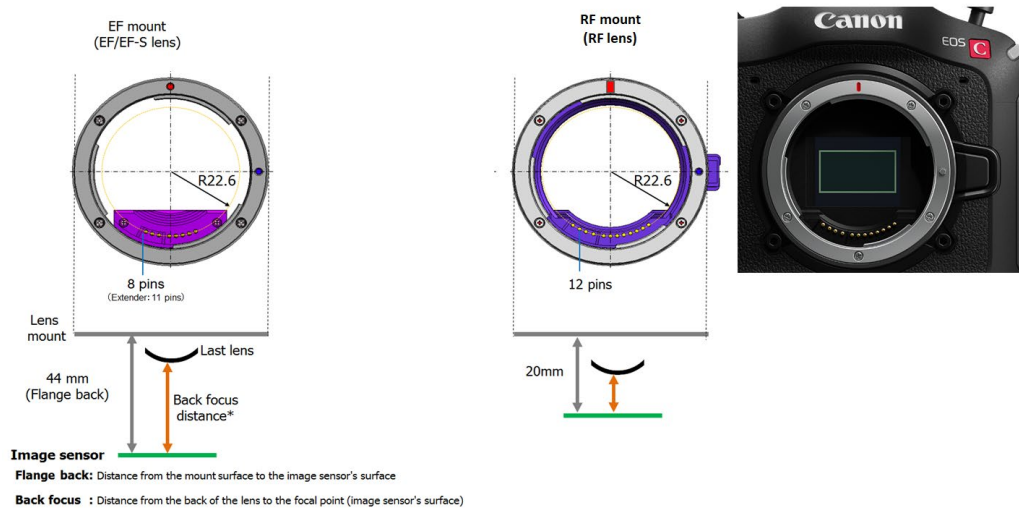 EF mount
(EF/EF-S lens)
R22.6
8 pins
(Extender: 11 pins)
Lens
mount
Last lens
44 mm
(Flange back)
Back focus
distance*
Image sensor
Flange back: Distance from the mount surface to the image sensor's surface
Back focus : Distance from the back of the lens to the focal point (image sensor's surface)
RF mount
(RF lens)
R22.6
12 pins
20mm
Canon
EOS C